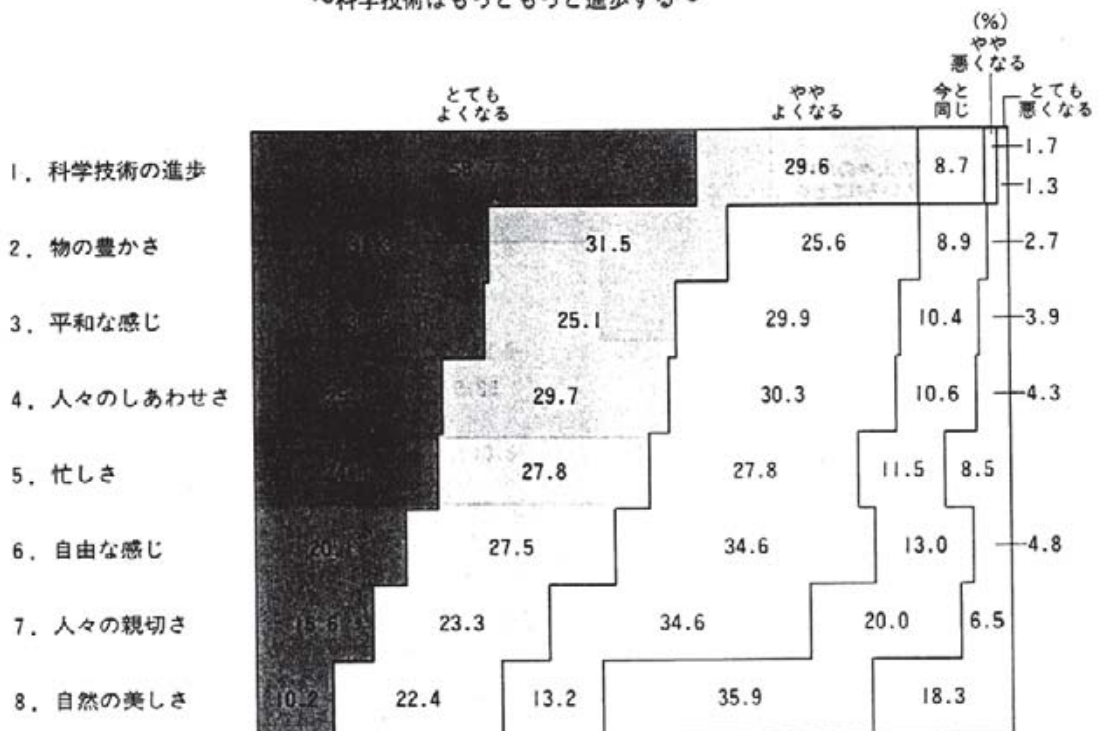 〜科学技術はもっともっと進歩する〜
(%)
やや
悪くなる
とても
よくなる
やや
よくなる
今と
同じ
とても
悪くなる
1. 科学技術の進歩 58.7 29.6 8.7 1.7 1.3
2. 物の豊かさ 31.3 31.5 25.6 8.9 2.7
3. 平和な感じ 25.1 29.9 10.4 3.9
4. 人々のしあわせさ 29.7 30.3 10.6 4.3
5. 忙しさ 27.8 27.8 11.5 8.5
6. 自由な感じ 27.5 34.6 13.0 4.8
7. 人々の親切さ 15.6 23.3 34.6 20.0 6.5
8. 自然の美しさ 10.2 22.4 13.2 35.9 18.3